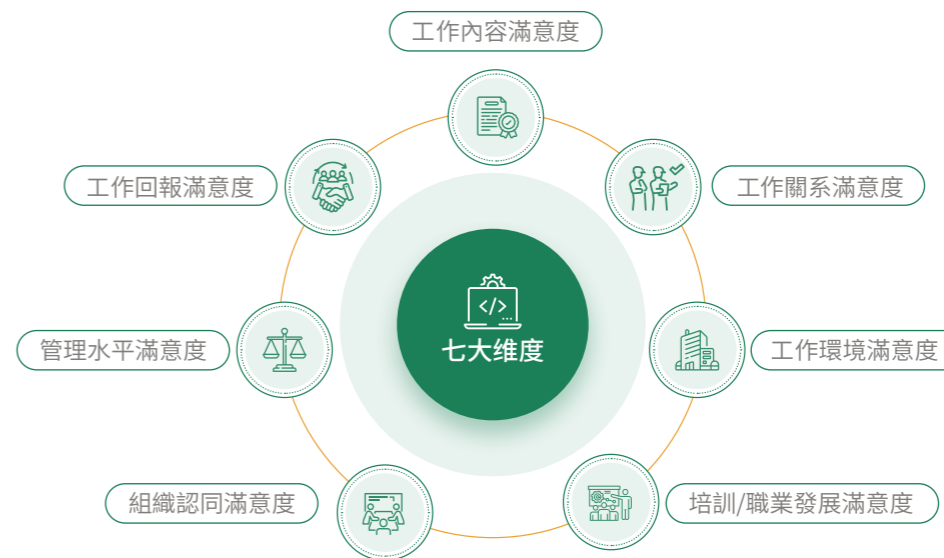 工作內容滿意度
工作回報滿意度
工作關系滿意度
</>
七大维度
管理水平滿意度
工作環境滿意度
組織認同滿意度
培訓/職業發展滿意度